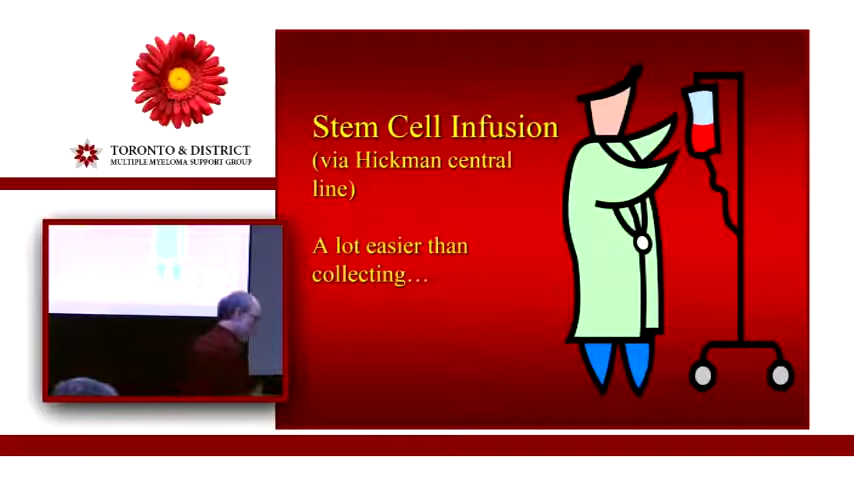 TORONTO & DISTRICT
MULTIPLE MYELOMA SUPPORT GROUP
Stem Cell Infusion
(via Hickman central
line)
A lot easier than
collecting…